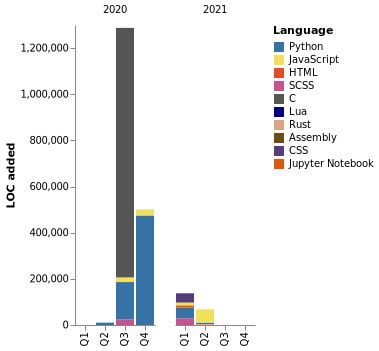 2020 2021
Language
Python
JavaScript
HTML
SCSS
C
Lua
Rust
Assembly
CSS
Jupyter Notebook
LOC added
1,200,000
1,000,000
800,000
600,000
400,000
200,000
0
Q1 Q2 Q3 Q4 Q1 Q2 Q3 Q4